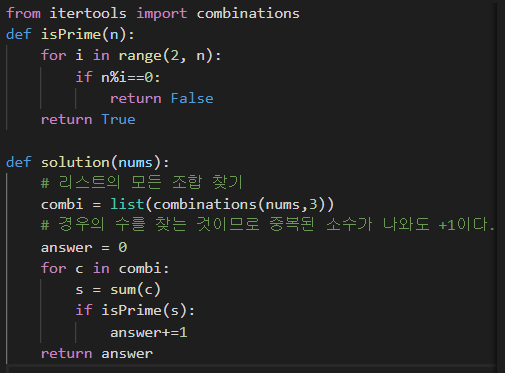 from itertools import combinations
def isPrime(n):
    for i in range(2, n):
        if n%i==0:
            return False
    return True

def solution(nums):
    # 리스트의 모든 조합 찾기
    combi = list(combinations(nums,3))
    # 경우의 수를 찾는 것이므로 중복된 소수가 나와도 +1이다.
    answer = 0
    for c in combi:
        s = sum(c)
        if isPrime(s):
            answer+=1
    return answer